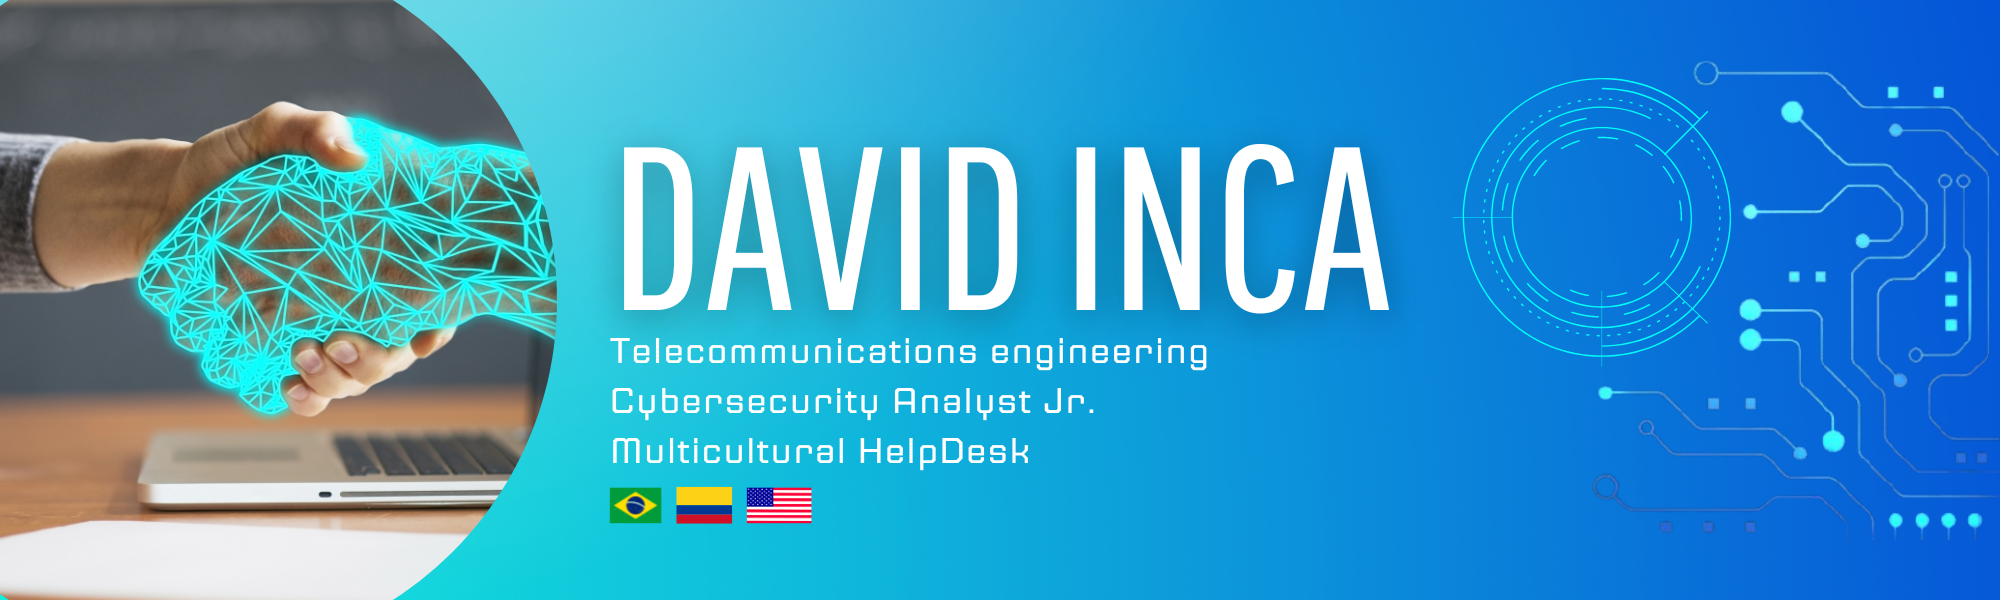 DAVID INCA
Telecommunications engineering
Cybersecurity Analyst Jr.
Multicultural HelpDesk